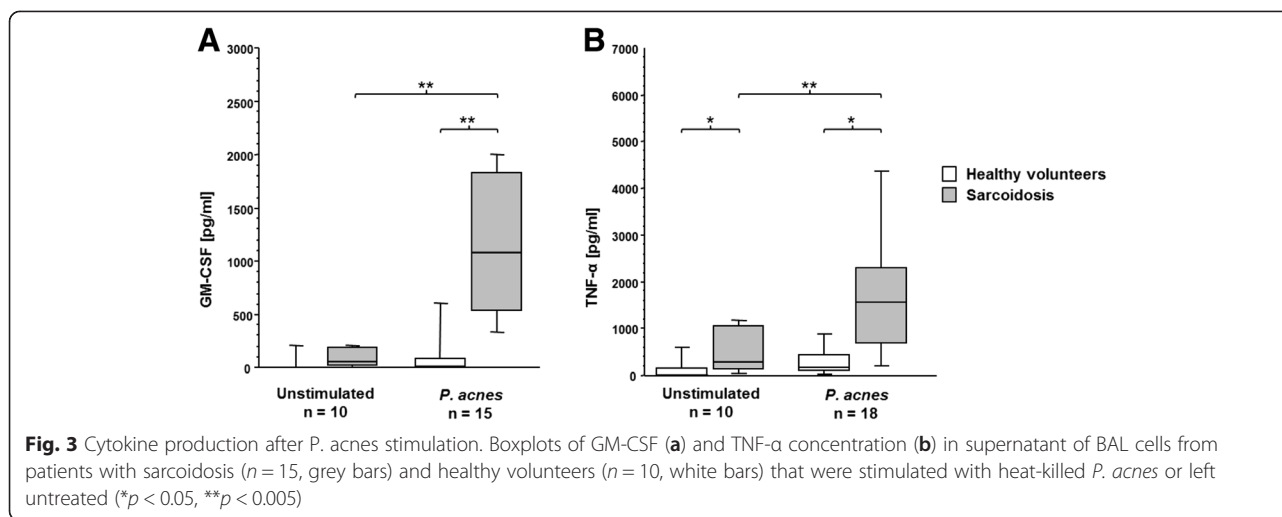 A
3000
2500
2000
1500
1000
500
0
GM-CSF [pg/ml]
**
**
Unstimulated
n = 10
P. acnes
n = 15
B
7000
6000
5000
4000
3000
2000
1000
0
TNF-α [pg/ml]
**
*
*
Unstimulated
n = 10
P. acnes
n = 18
Healthy volunteers
Sarcoidosis
Fig. 3 Cytokine production after P. acnes stimulation. Boxplots of GM-CSF (a) and TNF-α concentration (b) in supernatant of BAL cells from
patients with sarcoidosis (n = 15, grey bars) and healthy volunteers (n = 10, white bars) that were stimulated with heat-killed P. acnes or left
untreated (*p < 0.05, **p < 0.005)